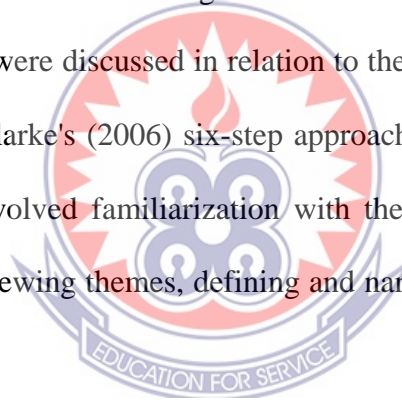 were discussed in relation to the
larke's (2006) six-step approach
volved familiarization with the
ewing themes, defining and nar
EDUCATION FOR SERVICE